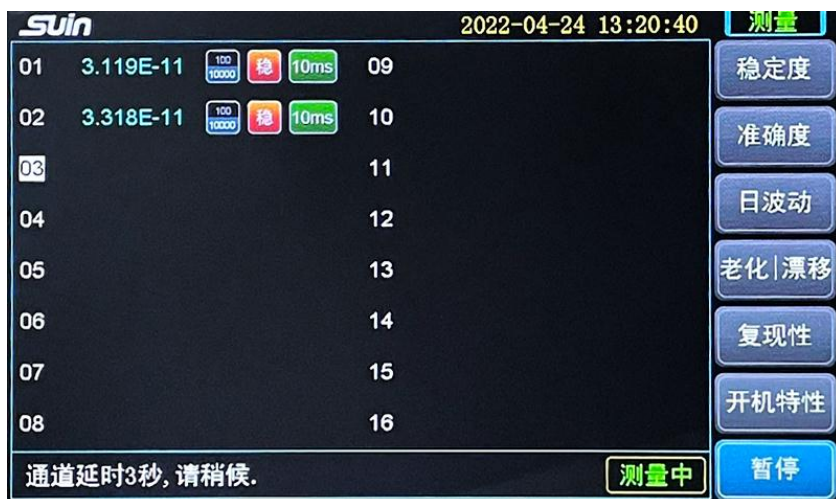 SUin 2022-04-24 13:20:40 测量
01 3.119E-11 100 10000 稳 10ms 09 稳定度
02 3.318E-11 100 10000 稳 10ms 10 准确度
03 11 日波动
04 12
05 13 老化|漂移
06 14 复现性
07 15 开机特性
08 16
通道延时3秒,请稍候. 测量中 暂停